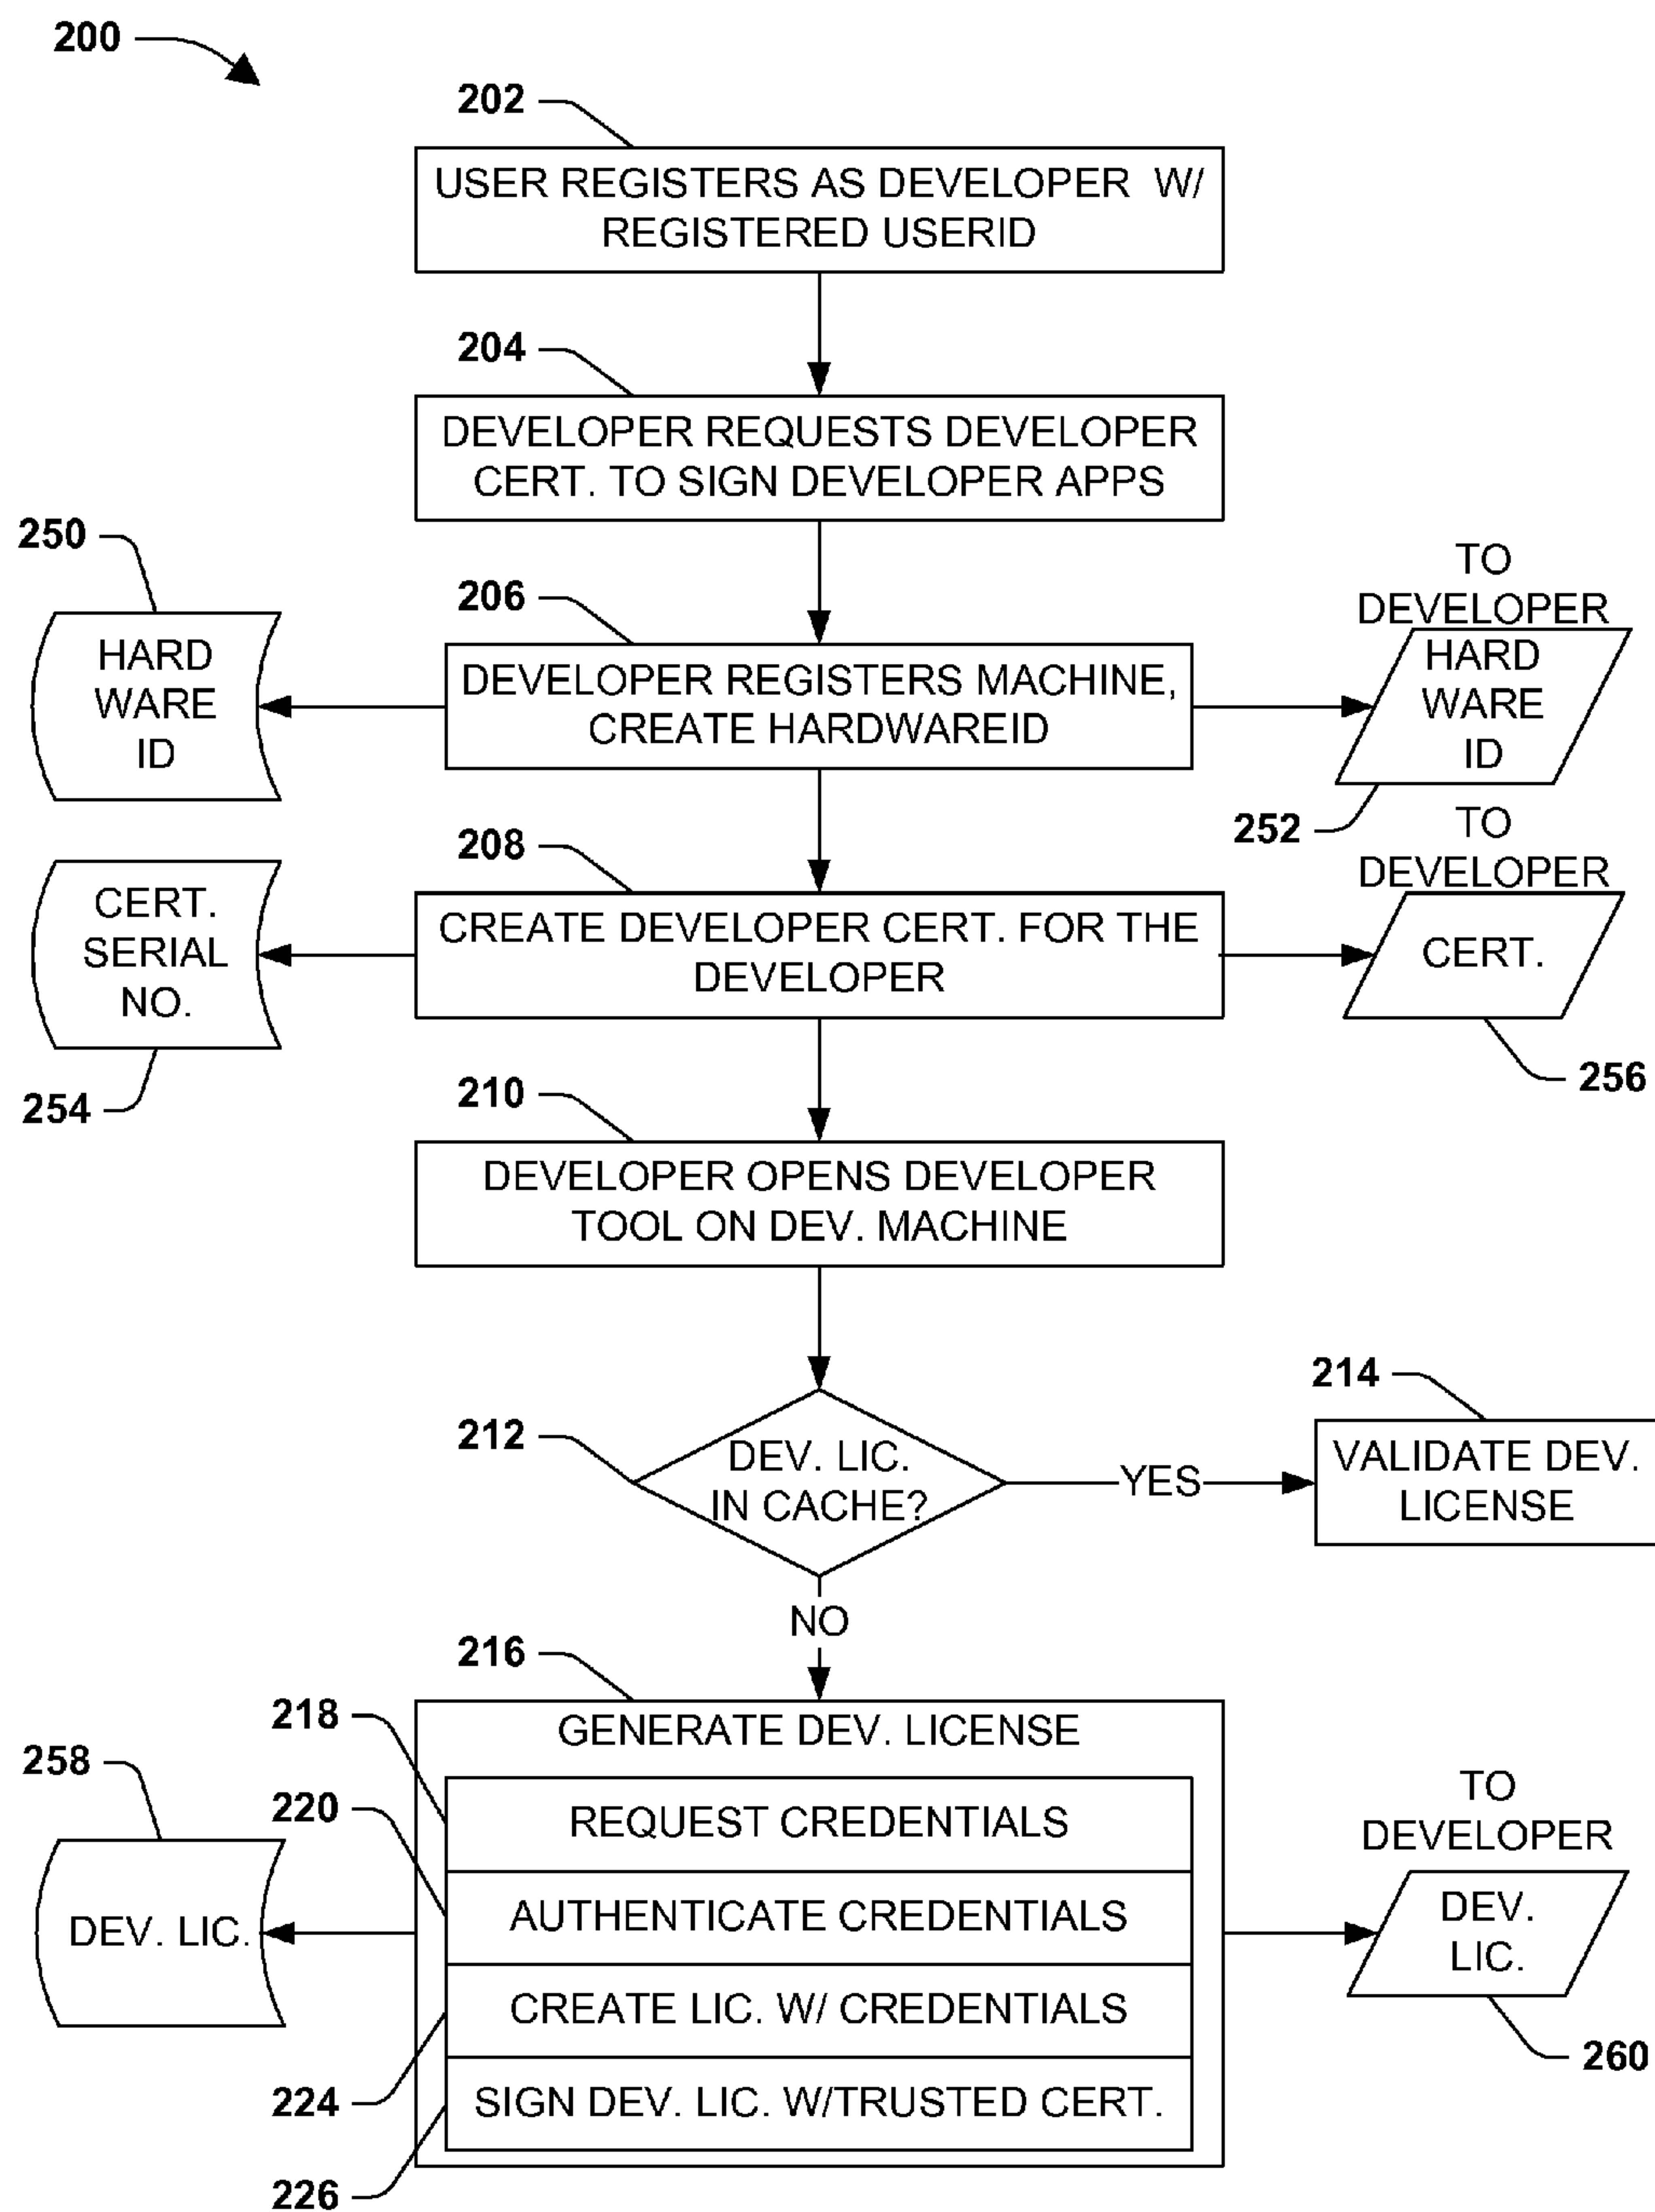 200
202
USER REGISTERS AS DEVELOPER W/
REGISTERED USERID
204
DEVELOPER REQUESTS DEVELOPER
CERT. TO SIGN DEVELOPER APPS
250
HARD
WARE
ID
206
DEVELOPER REGISTERS MACHINE,
CREATE HARDWAREID
TO
DEVELOPER
HARD
WARE
ID
252
208
CERT.
SERIAL
NO.
254
CREATE DEVELOPER CERT. FOR THE
DEVELOPER
TO
DEVELOPER
CERT.
256
210
DEVELOPER OPENS DEVELOPER
TOOL ON DEV. MACHINE
212
DEV. LIC.
IN CACHE?
YES
214
VALIDATE DEV.
LICENSE
NO
216
GENERATE DEV. LICENSE
218
REQUEST CREDENTIALS
220
AUTHENTICATE CREDENTIALS
224
CREATE LIC. W/ CREDENTIALS
226
SIGN DEV. LIC. W/TRUSTED CERT.
258
DEV. LIC.
TO
DEVELOPER
DEV.
LIC.
260